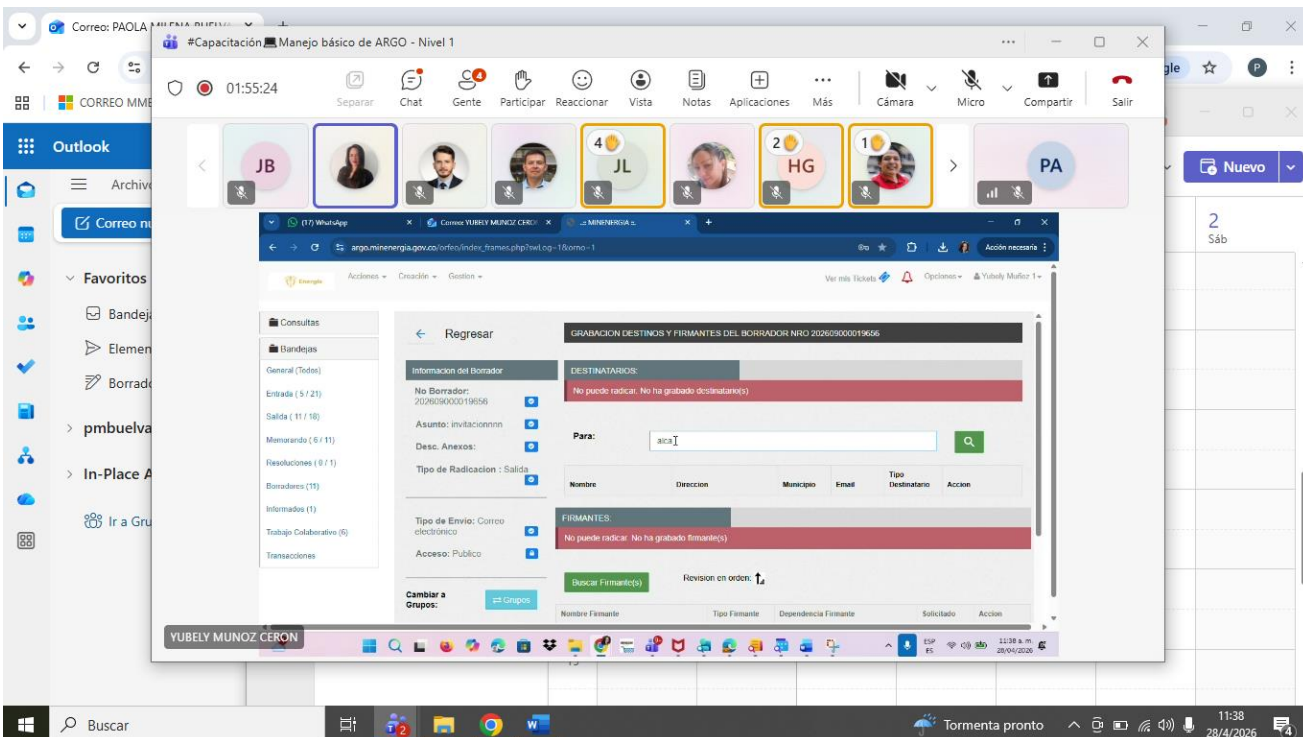 Correo: PAOLA MILENA BUELVA
#Capacitación Manejo básico de ARGO - Nivel 1
01:55:24
Separar
Chat
Gente
Participar
Reaccionar
Vista
Notas
Aplicaciones
Más
Cámara
Micro
Compartir
Salir
CORREO MME
gle
P
Outlook
Nuevo
Archivo
Correo nu
Favoritos
Bandeja
Elemen
Borrado
pmbuelva
In-Place A
Ir a Gru
2
Sáb
JB
4
JL
2
HG
1
PA
(17) WhatsApp
Correo: YUBELY MUNOZ CERO
.:: MINENERGIA ::.
argo.minenergia.gov.co/orfeo/index_frames.php?swLog=1&orno=1
Acción necesaria
Energía
Acciones
Creación
Gestion
Ver mis Tickets
Opciones
Yubely Muñoz 1
Consultas
Bandejas
General (Todos)
Entrada ( 5 / 21)
Salida ( 11 / 18)
Memorando ( 6 / 11)
Resoluciones ( 0 / 1)
Borradores (11)
Informados (1)
Trabajo Colaborativo (6)
Transacciones
Regresar
Informacion del Borrador
No Borrador:
202609000019656
Asunto: invitacionnnn
Desc. Anexos:
Tipo de Radicacion : Salida
Tipo de Envio: Correo
electrónico
Acceso: Publico
Cambiar a
Grupos:
Grupos
GRABACION DESTINOS Y FIRMANTES DEL BORRADOR NRO 202609000019656
DESTINATARIOS:
No puede radicar. No ha grabado destinatario(s)
Para:
alca
Nombre
Direccion
Municipio
Email
Tipo
Destinatario
Accion
FIRMANTES:
No puede radicar. No ha grabado firmante(s)
Buscar Firmante(s)
Revision en orden:
Nombre Firmante
Tipo Firmante
Dependencia Firmante
Solicitado
Accion
YUBELY MUNOZ CERON
ESP
ES
11:38 a. m.
28/04/2026
Buscar
2
Tormenta pronto
11:38
28/4/2026
4